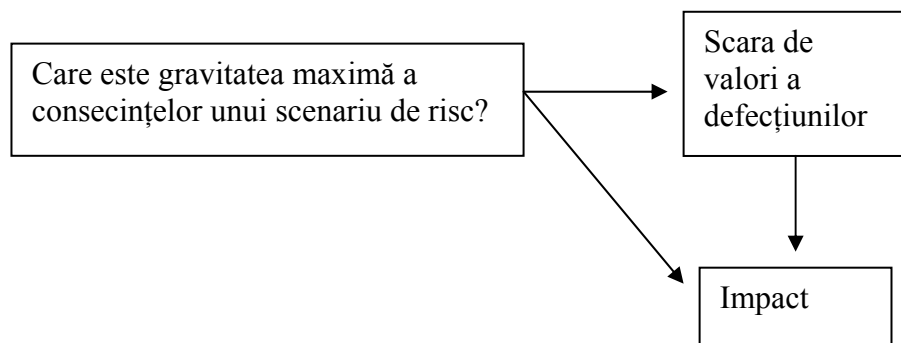 Care este gravitatea maximă a
consecințelor unui scenariu de risc?
Scara de
valori a
defecțiunilor
Impact